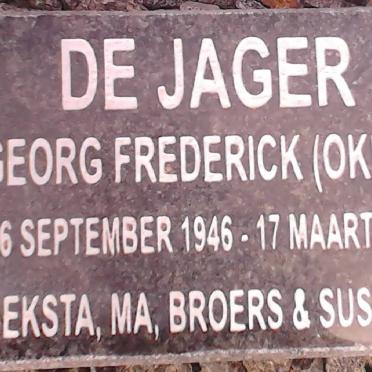 DE JAGER
GEORG FREDERICK (OK
6 SEPTEMBER 1946 - 17 MAART
EKSTA, MA, BROERS & SUS